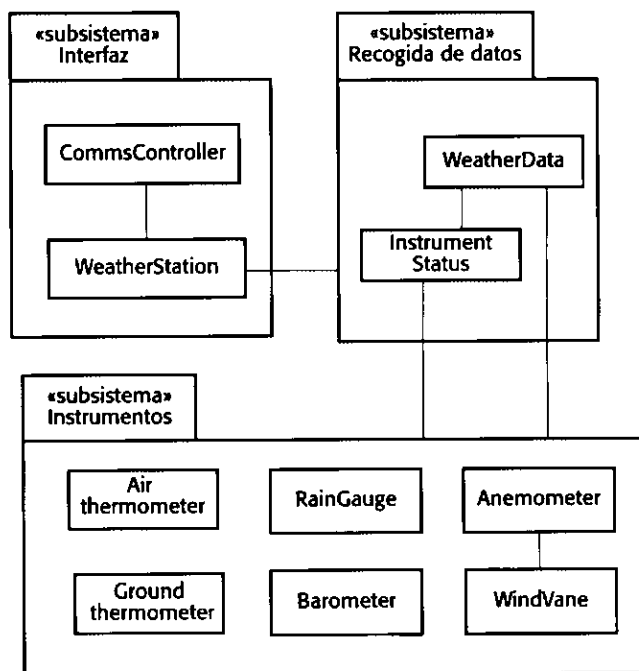 «subsistema»
Interfaz
CommsController
WeatherStation
«subsistema»
Recogida de datos
WeatherData
Instrument
Status
«subsistema»
Instrumentos
Air
thermometer
RainGauge
Anemometer
Ground
thermometer
Barometer
WindVane